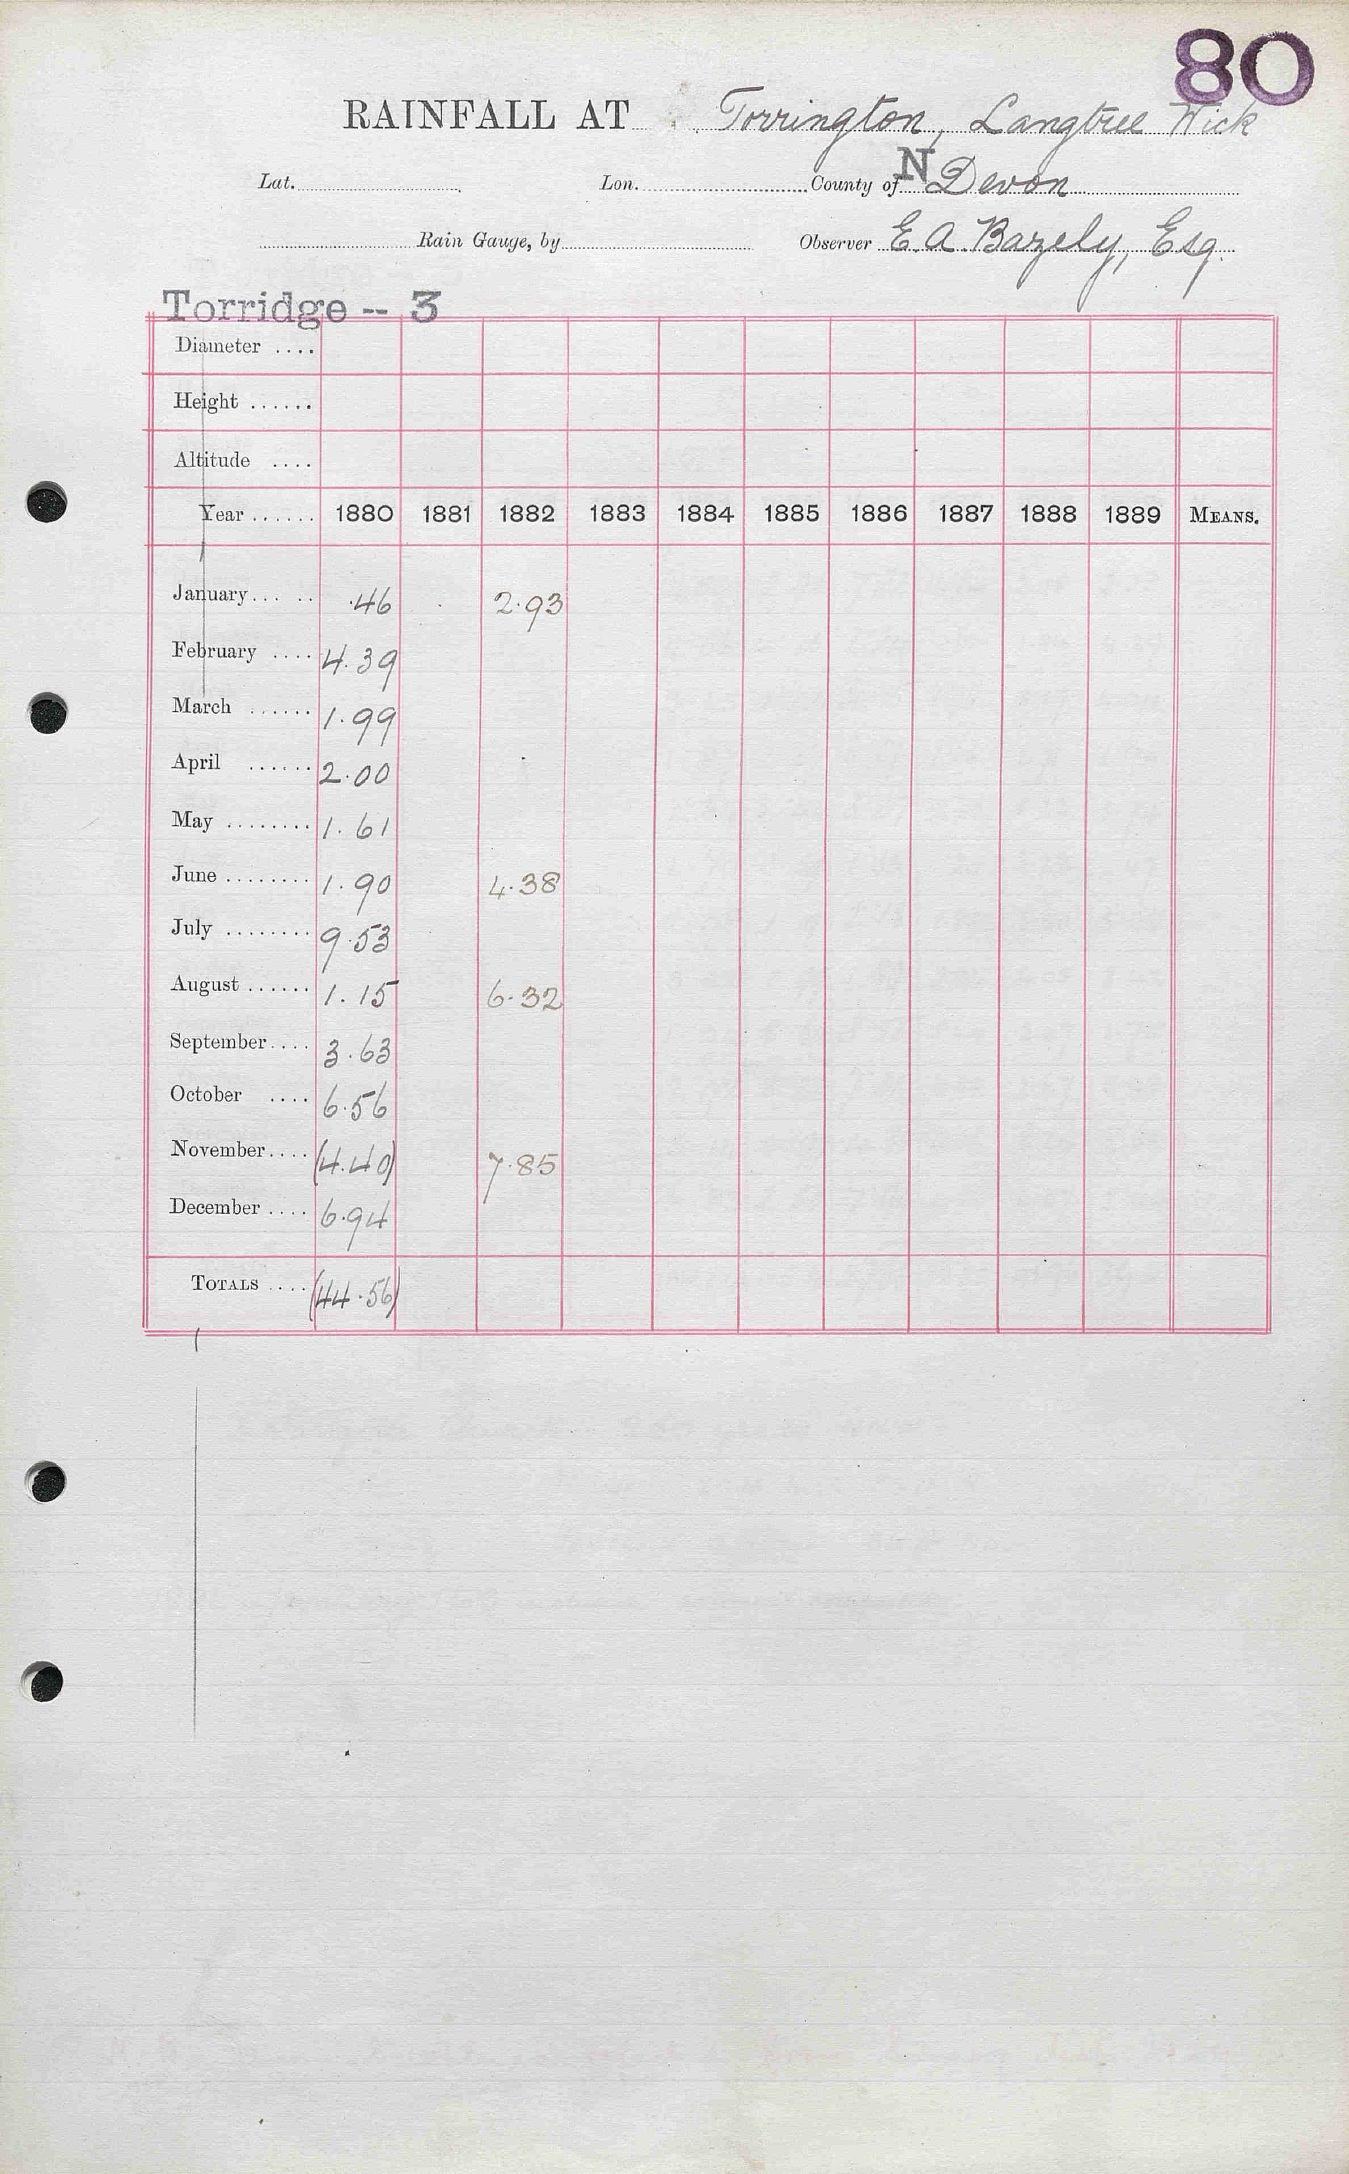 80
RAINFALL AT Torrington, Langtree Wick
Lat. Lon. County of N Devon
Rain Gauge, by Observer E. A. Bazely, Esq.
Torridge -- 3
Diameter ....
Height ......
Altitude ....
Year ...... 1880 1881 1882 1883 1884 1885 1886 1887 1888 1889 MEANS.
January... .. .46 2.93
February .... 4.39
March ...... 1.99
April ...... 2.00
May ........ 1.61
June ........ 1.90 4.38
July ........ 9.53
August ...... 1.15 6.32
September.... 3.63
October .... 6.56
November.... (4.40) 7.85
December .... 6.94
TOTALS .... (44.56)